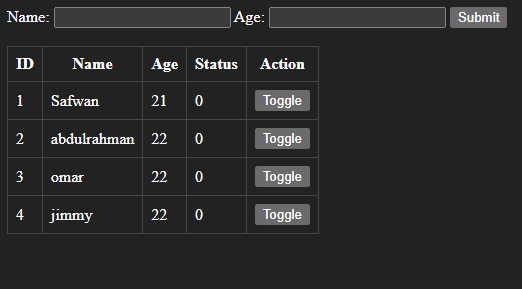 Name: Age: Submit
ID Name Age Status Action
1 Safwan 21 0 Toggle
2 abdulrahman 22 0 Toggle
3 omar 22 0 Toggle
4 jimmy 22 0 Toggle